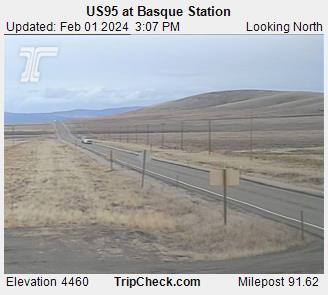 US95 at Basque Station
Updated: Feb 01 2024  3:07 PM Looking North
Elevation 4460 TripCheck.com Milepost 91.62